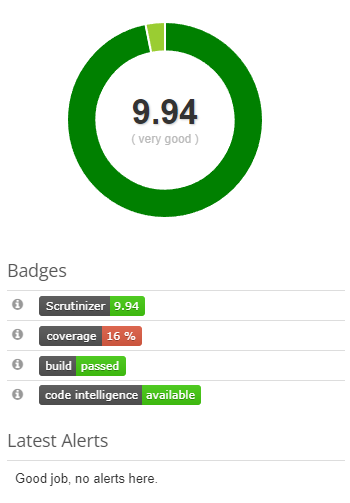 9.94
( very good )
Badges
Scrutinizer 9.94
coverage 16 %
build passed
code intelligence available
Latest Alerts
Good job, no alerts here.